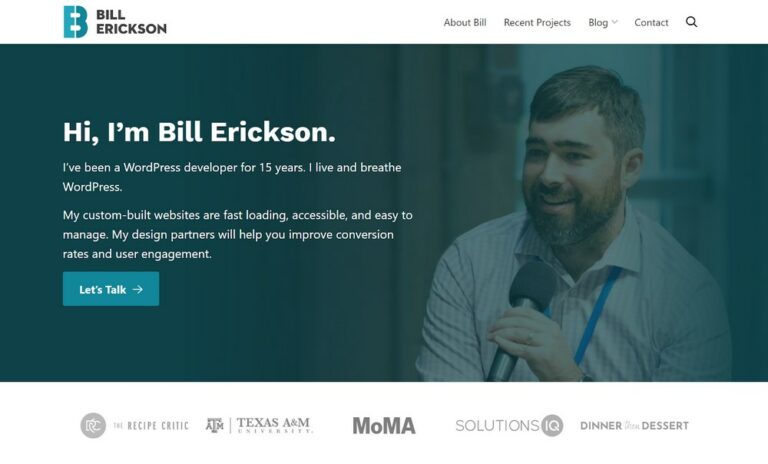 BILL
ERICKSON
About Bill
Recent Projects
Blog
Contact
Hi, I’m Bill Erickson.
I’ve been a WordPress developer for 15 years. I live and breathe
WordPress.
My custom-built websites are fast loading, accessible, and easy to
manage. My design partners will help you improve conversion
rates and user engagement.
Let’s Talk →
RC THE RECIPE CRITIC
ATM TEXAS A&M
UNIVERSITY.
MoMA
SOLUTIONS IQ
DINNER then DESSERT